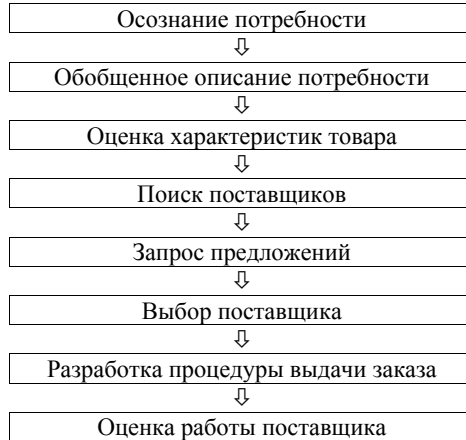 Осознание потребности
Обобщенное описание потребности
Оценка характеристик товара
Поиск поставщиков
Запрос предложений
Выбор поставщика
Разработка процедуры выдачи заказа
Оценка работы поставщика